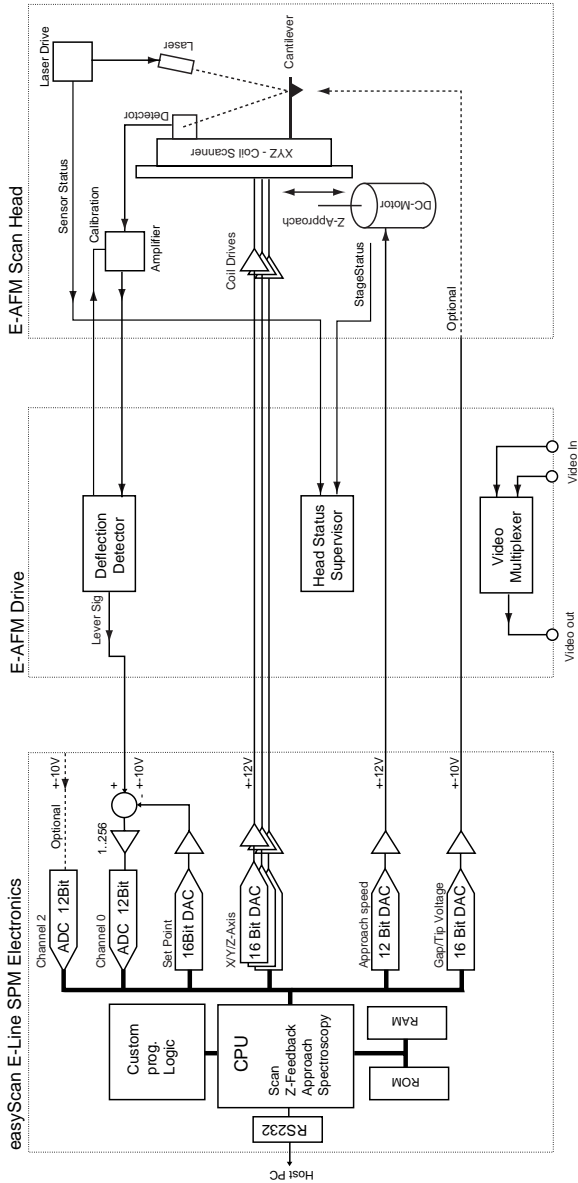 easyScan E-Line SPM Electronics
Channel 2
ADC 12Bit
Optional
+-10V
Channel 0
ADC 12Bit
1..256
+
-
+-10V
Set Point
16Bit DAC
X/Y/Z-Axis
16 Bit DAC
+-12V
Approach speed
12 Bit DAC
+-12V
Gap/Tip Voltage
16 Bit DAC
+-10V
Custom
prog.
Logic
CPU
Scan
Z-Feedback
Approach
Spectroscopy
RS232
Host PC
ROM
RAM
E-AFM Drive
Lever Sig
Deflection
Detector
Head Status
Supervisor
Video
Multiplexer
Video out
Video In
E-AFM Scan Head
Sensor Status
Calibration
Amplifier
Laser Drive
Laser
Detector
Cantilever
XYZ - Coil Scanner
Coil Drives
Z-Approach
DC-Motor
StageStatus
Optional